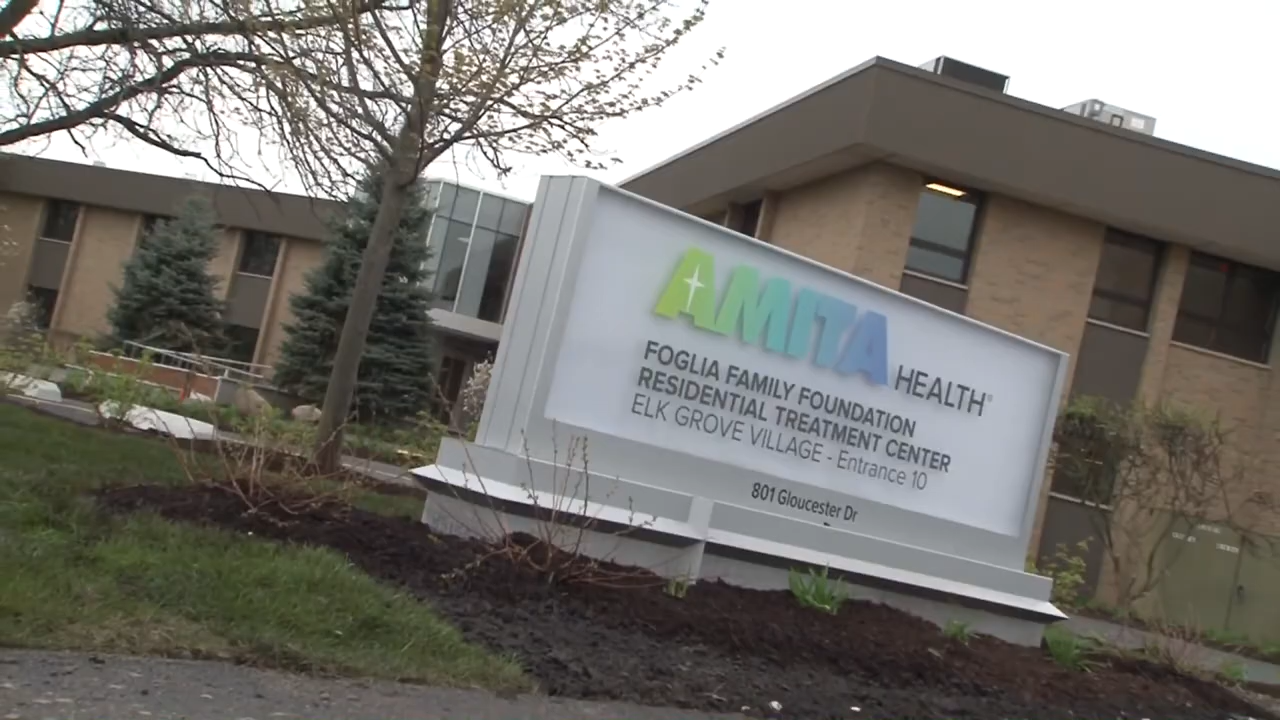 AMITA HEALTH®
FOGLIA FAMILY FOUNDATION
RESIDENTIAL TREATMENT CENTER
ELK GROVE VILLAGE - Entrance 10
801 Gloucester Dr